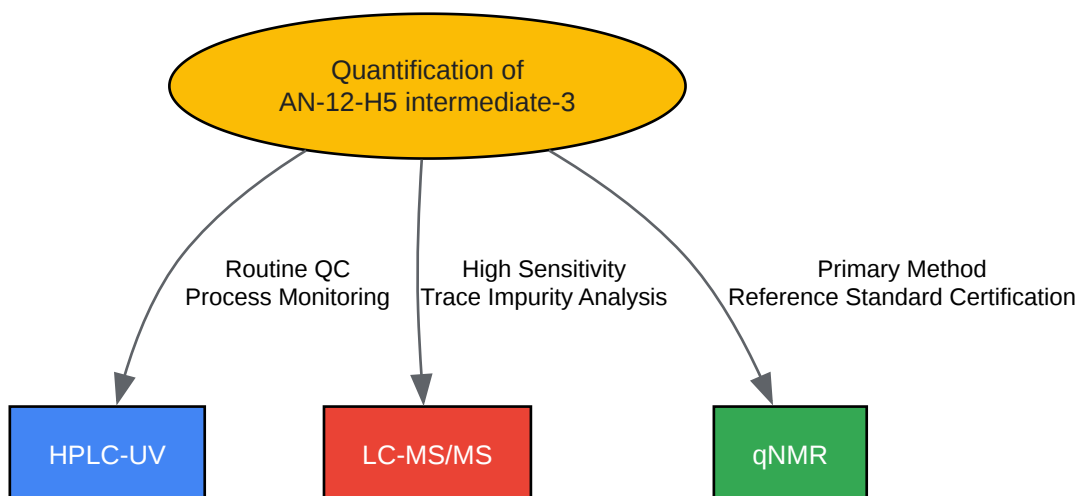 Quantification of
AN-12-H5 intermediate-3
Routine QC
Process Monitoring
High Sensitivity
Trace Impurity Analysis
Primary Method
Reference Standard Certification
HPLC-UV
LC-MS/MS
qNMR